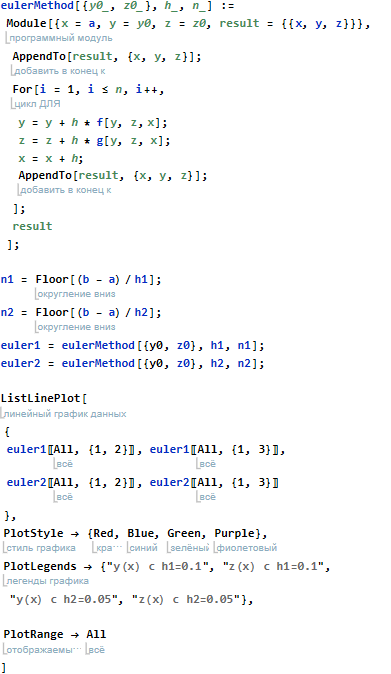 eulerMethod[{y0_, z0_}, h_, n_] :=
Module[{x = a, y = y0, z = z0, result = {{x, y, z}}},
программный модуль
AppendTo[result, {x, y, z}];
добавить в конец к
For[i = 1, i ≤ n, i++,
цикл ДЛЯ
y = y + h * f[y, z, x];
z = z + h * g[y, z, x];
x = x + h;
AppendTo[result, {x, y, z}];
добавить в конец к
];
result
];
n1 = Floor[(b - a) / h1];
округление вниз
n2 = Floor[(b - a) / h2];
округление вниз
euler1 = eulerMethod[{y0, z0}, h1, n1];
euler2 = eulerMethod[{y0, z0}, h2, n2];
ListLinePlot[
линейный график данных
{
euler1〚All, {1, 2}〛, euler1〚All, {1, 3}〛,
всё всё
euler2〚All, {1, 2}〛, euler2〚All, {1, 3}〛
всё всё
},
PlotStyle → {Red, Blue, Green, Purple},
стиль графика кра⋯ синий зелёный фиолетовый
PlotLegends → {"y(x) с h1=0.1", "z(x) с h1=0.1",
легенды графика
"y(x) с h2=0.05", "z(x) с h2=0.05"},
PlotRange → All
отображаемы⋯ всё
]